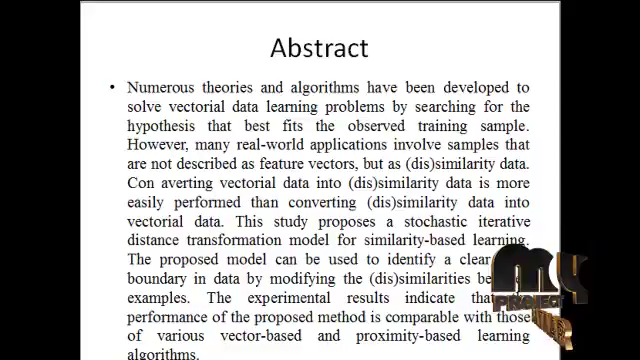 Abstract
• Numerous theories and algorithms have been developed to
solve vectorial data learning problems by searching for the
hypothesis that best fits the observed training sample.
However, many real-world applications involve samples that
are not described as feature vectors, but as (dis)similarity data.
Con averting vectorial data into (dis)similarity data is more
easily performed than converting (dis)similarity data into
vectorial data. This study proposes a stochastic iterative
distance transformation model for similarity-based learning.
The proposed model can be used to identify a clear
boundary in data by modifying the (dis)similarities
examples. The experimental results indicate
performance of the proposed method is comparable with those
of various vector-based and proximity-based learning
algorithms.
MY
PROJECT